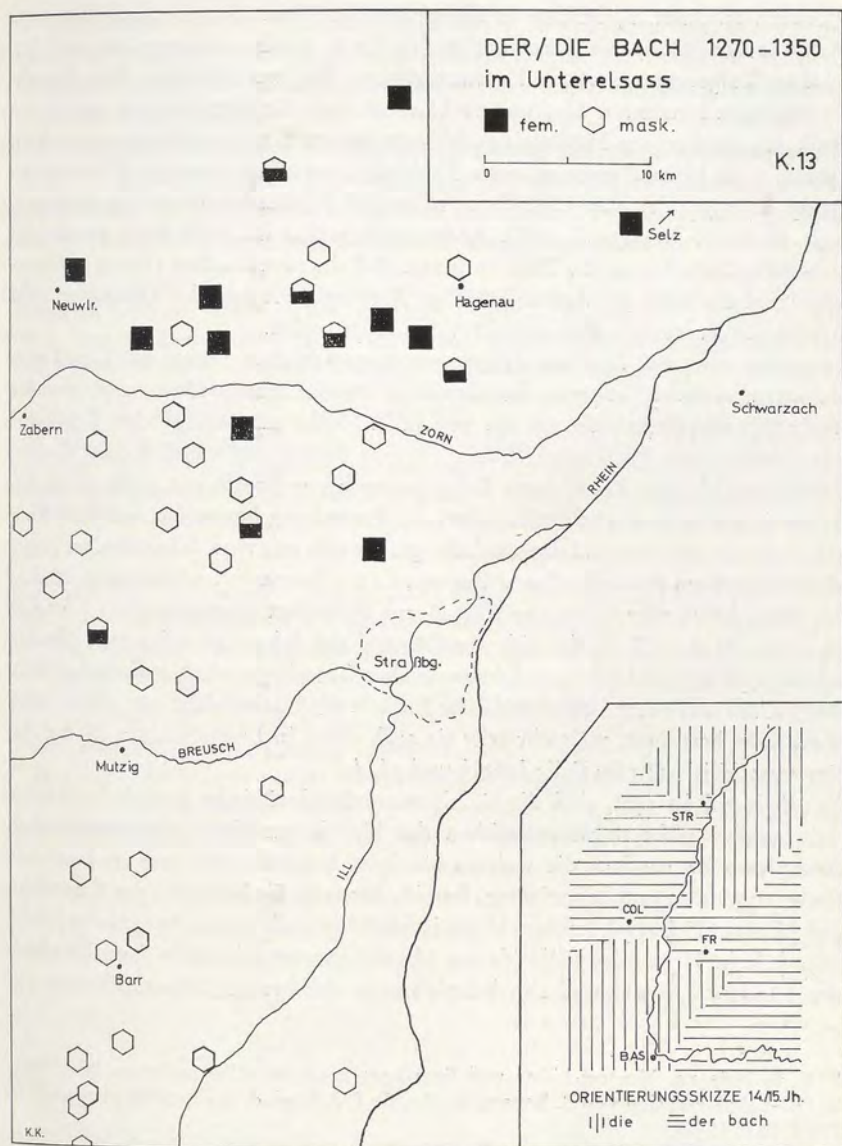 DER/DIE BACH 1270–1350
im Unterelsass
fem. mask.
0 10 km
K.13
Selz
Neuwlr.
Hagenau
Zabern
Schwarzach
ZORN
RHEIN
Straßbg.
BREUSCH
Mutzig
ILL
STR
COL
FR
Barr
BAS
ORIENTIERUNGSSKIZZE 14./15.Jh.
die der bach
K.K.